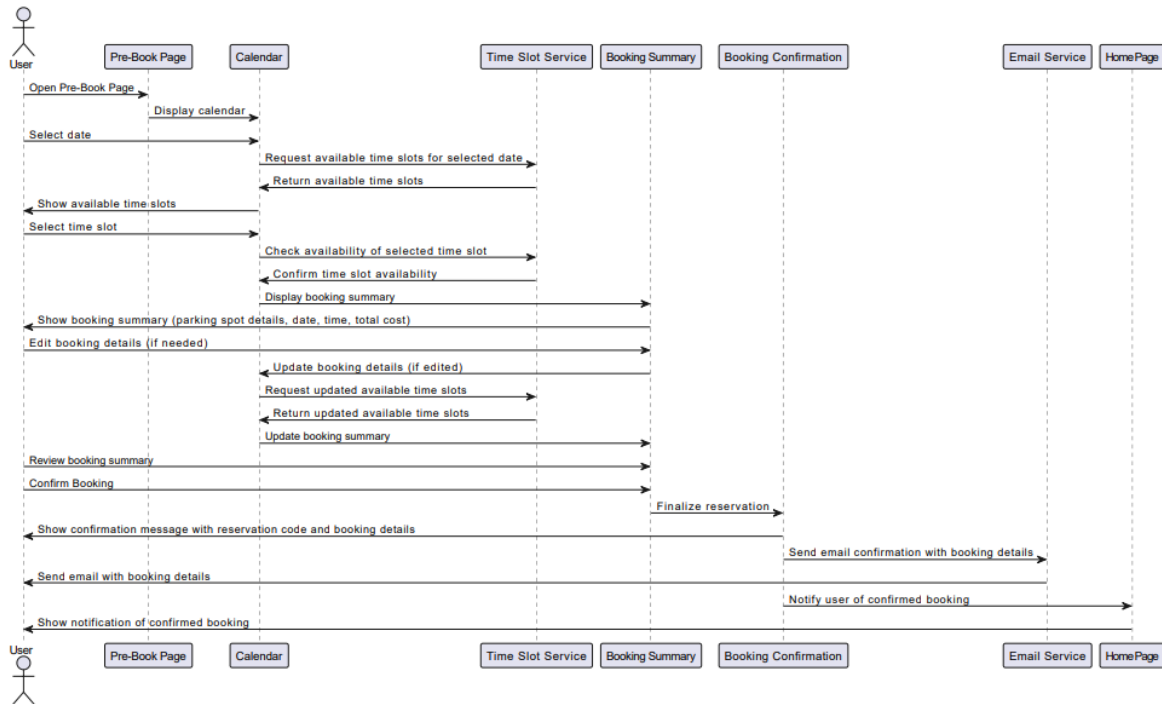 User
Pre-Book Page
Calendar
Time Slot Service
Booking Summary
Booking Confirmation
Email Service
HomePage
Open Pre-Book Page
Display calendar
Select date
Request available time slots for selected date
Return available time slots
Show available time slots
Select time slot
Check availability of selected time slot
Confirm time slot availability
Display booking summary
Show booking summary (parking spot details, date, time, total cost)
Edit booking details (if needed)
Update booking details (if edited)
Request updated available time slots
Return updated available time slots
Update booking summary
Review booking summary
Confirm Booking
Finalize reservation
Show confirmation message with reservation code and booking details
Send email confirmation with booking details
Send email with booking details
Notify user of confirmed booking
Show notification of confirmed booking
User
Pre-Book Page
Calendar
Time Slot Service
Booking Summary
Booking Confirmation
Email Service
HomePage